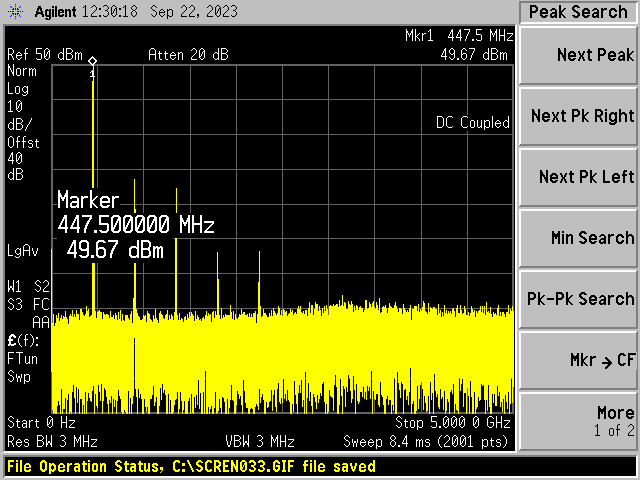 Agilent 12:30:18 Sep 22, 2023
Peak Search
Mkr1 447.5 MHz
Ref 50 dBm Atten 20 dB 49.67 dBm
Norm
Log
10
dB/
Offst
40
dB
1
DC Coupled
Marker
447.500000 MHz
49.67 dBm
LgAv
W1 S2
S3 FC
AA
£(f):
FTun
Swp
Start 0 Hz Stop 5.000 0 GHz
Res BW 3 MHz VBW 3 MHz Sweep 8.4 ms (2001 pts)
Next Peak
Next Pk Right
Next Pk Left
Min Search
Pk-Pk Search
Mkr → CF
More
1 of 2
File Operation Status, C:\SCREN033.GIF file saved